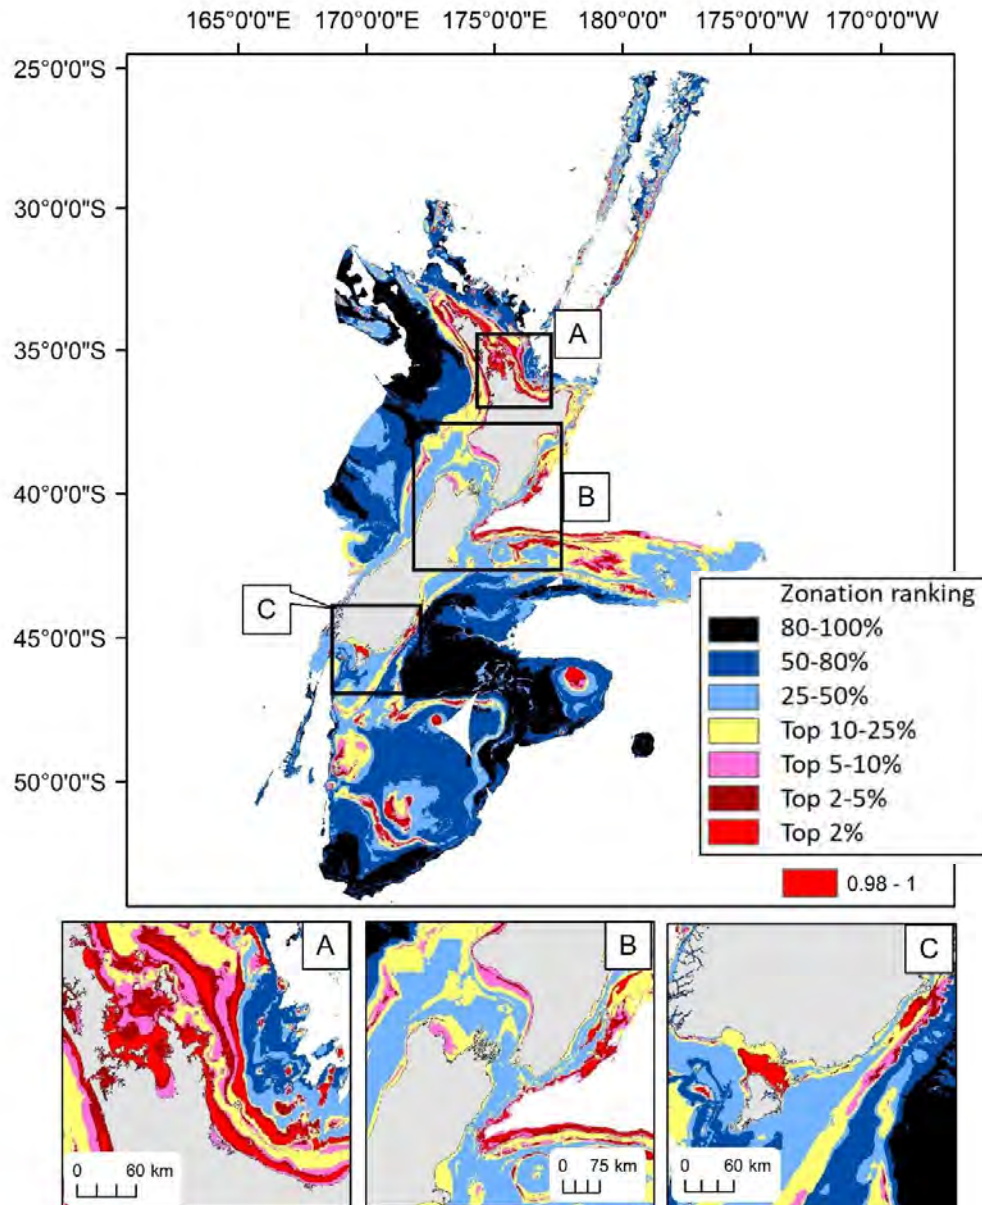 165°0'0"E 170°0'0"E 175°0'0"E 180°0'0" 175°0'0"W 170°0'0"W
25°0'0"S
30°0'0"S
35°0'0"S
40°0'0"S
45°0'0"S
50°0'0"S
A
B
C
Zonation ranking
80-100%
50-80%
25-50%
Top 10-25%
Top 5-10%
Top 2-5%
Top 2%
0.98 - 1
A
0 60 km
B
0 75 km
C
0 60 km